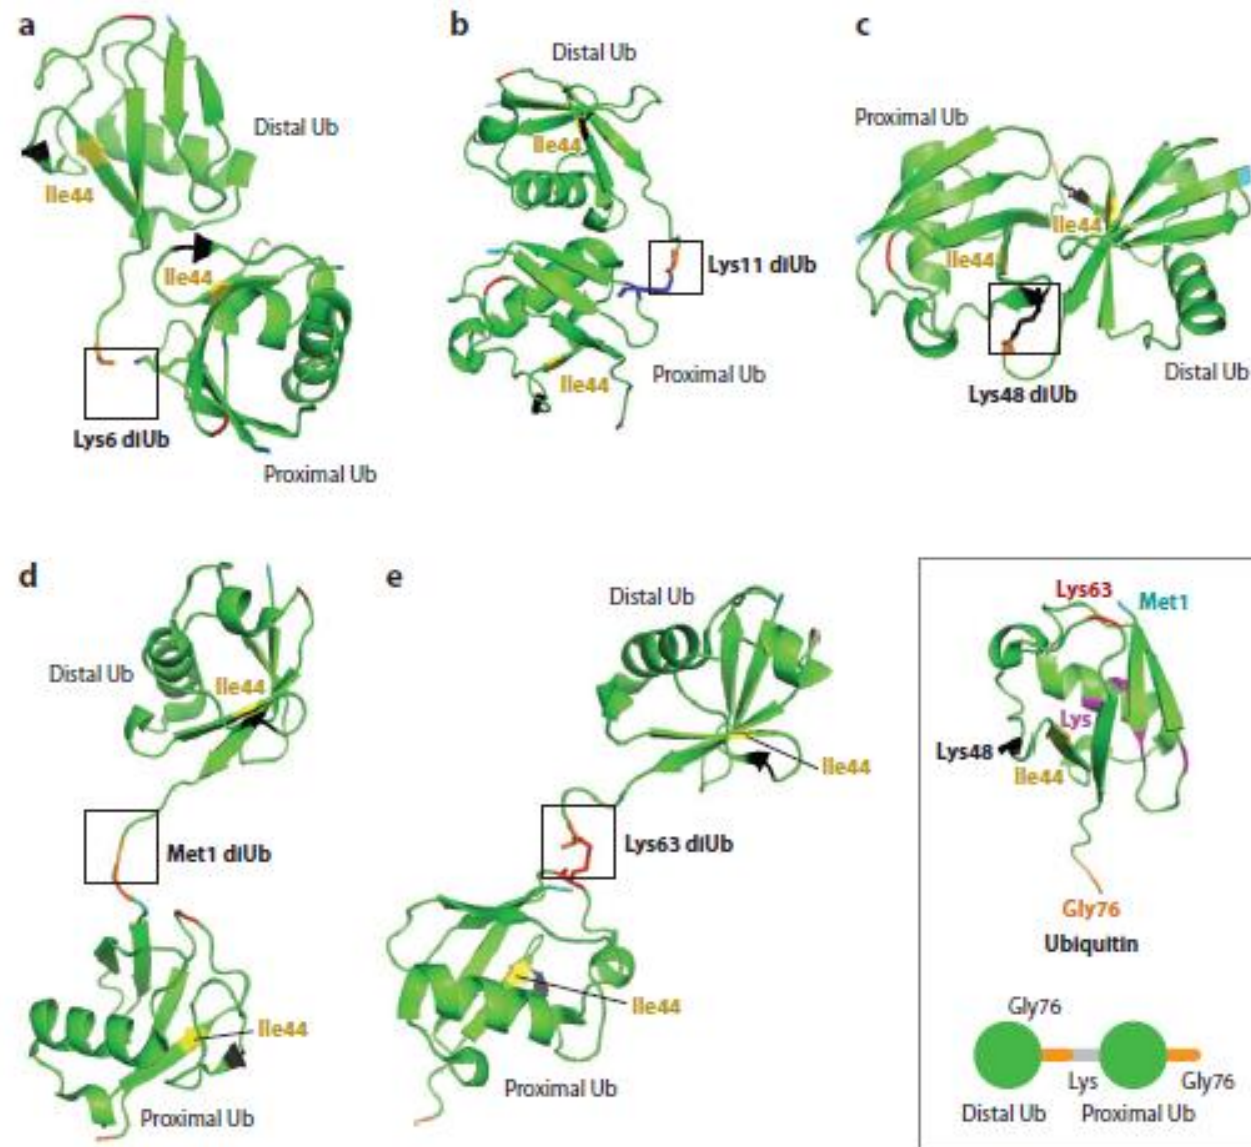 a
Distal Ub
Ile44
Ile44
Lys6 diUb
Proximal Ub
b
Distal Ub
Ile44
Lys11 diUb
Ile44
Proximal Ub
c
Proximal Ub
Ile44
Ile44
Lys48 diUb
Distal Ub
d
Distal Ub
Ile44
Met1 diUb
Ile44
Proximal Ub
e
Distal Ub
Ile44
Lys63 diUb
Ile44
Proximal Ub
Lys63
Met1
Lys
Lys48
Ile44
Gly76
Ubiquitin
Gly76
Lys
Gly76
Distal Ub
Proximal Ub